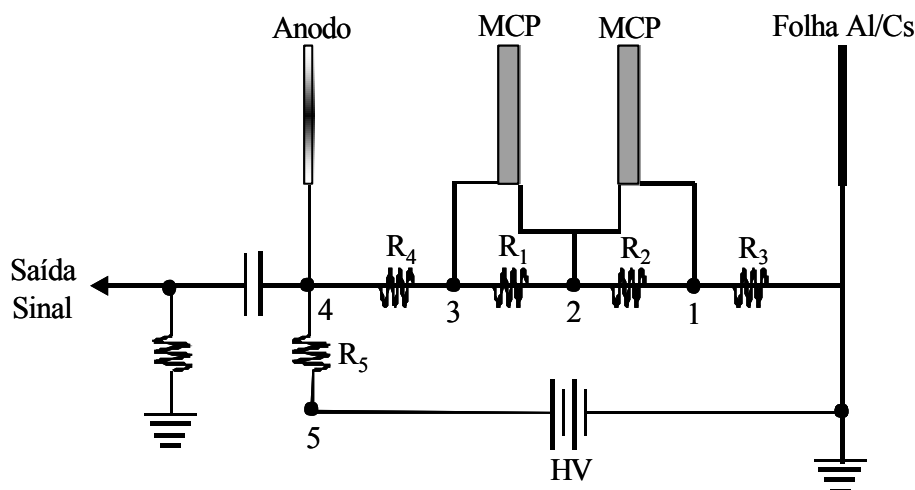 Anodo
MCP
MCP
Folha Al/Cs
Saída
Sinal
R4
R1
R2
R3
4
3
2
1
R5
5
HV